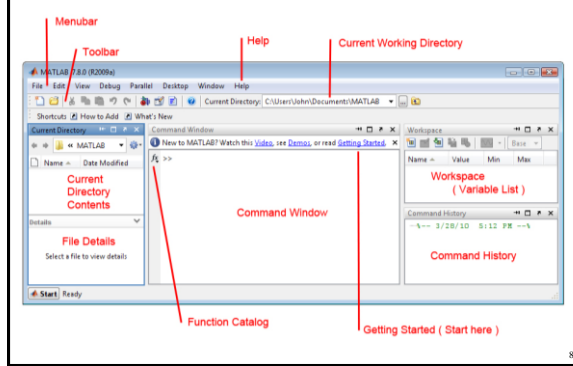 Menubar
Toolbar
Help
Current Working Directory
MATLAB 7.8.0 (R2009a)
File Edit View Debug Parallel Desktop Window Help
Current Directory: C:\Users\John\Documents\MATLAB
Shortcuts How to Add What's New
Current Directory
« MATLAB
Name Date Modified
Current
Directory
Contents
Details
File Details
Select a file to view details
Command Window
New to MATLAB? Watch this Video, see Demos, or read Getting Started.
fx >>
Command Window
Workspace
Base
Name Value Min Max
Workspace
( Variable List )
Command History
--%-- 3/28/10 5:12 PM --%
Command History
Start Ready
Function Catalog
Getting Started ( Start here )
8